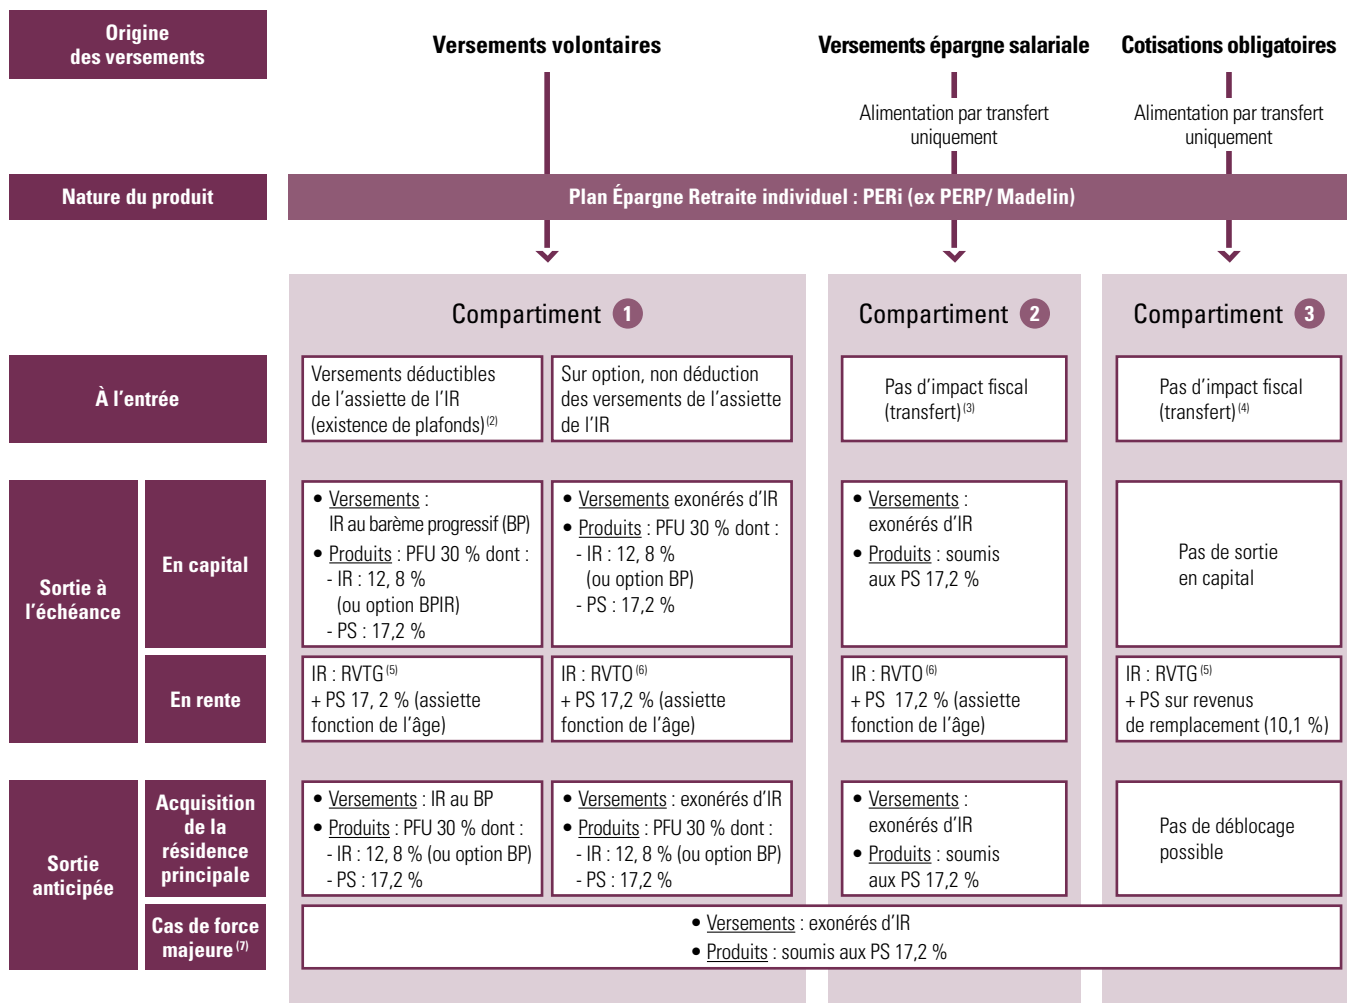 Origine
des versements
Versements volontaires
Versements épargne salariale
Cotisations obligatoires
Alimentation par transfert
uniquement
Alimentation par transfert
uniquement
Nature du produit
Plan Épargne Retraite individuel : PERi (ex PERP/ Madelin)
Compartiment 1
Compartiment 2
Compartiment 3
À l'entrée
Versements déductibles
de l'assiette de l'IR
(existence de plafonds) (2)
Sur option, non déduction
des versements de l'assiette
de l'IR
Pas d'impact fiscal
(transfert) (3)
Pas d'impact fiscal
(transfert) (4)
Sortie à
l'échéance
En capital
• Versements :
IR au barème progressif (BP)
• Produits : PFU 30 % dont :
- IR : 12, 8 %
(ou option BPIR)
- PS : 17,2 %
• Versements exonérés d'IR
• Produits : PFU 30 % dont :
- IR : 12, 8 %
(ou option BP)
- PS : 17,2 %
• Versements :
exonérés d'IR
• Produits : soumis
aux PS 17,2 %
Pas de sortie
en capital
En rente
IR : RVTG (5)
+ PS 17, 2 % (assiette
fonction de l'âge)
IR : RVTO (6)
+ PS 17,2 % (assiette
fonction de l'âge)
IR : RVTO (6)
+ PS 17,2 % (assiette
fonction de l'âge)
IR : RVTG (5)
+ PS sur revenus
de remplacement (10,1 %)
Sortie
anticipée
Acquisition
de la
résidence
principale
• Versements : IR au BP
• Produits : PFU 30 % dont :
- IR : 12, 8 % (ou option BP)
- PS : 17,2 %
• Versements : exonérés d'IR
• Produits : PFU 30 % dont :
- IR : 12, 8 % (ou option BP)
- PS : 17,2 %
• Versements :
exonérés d'IR
• Produits : soumis
aux PS 17,2 %
Pas de déblocage
possible
Cas de force
majeure (7)
• Versements : exonérés d'IR
• Produits : soumis aux PS 17,2 %